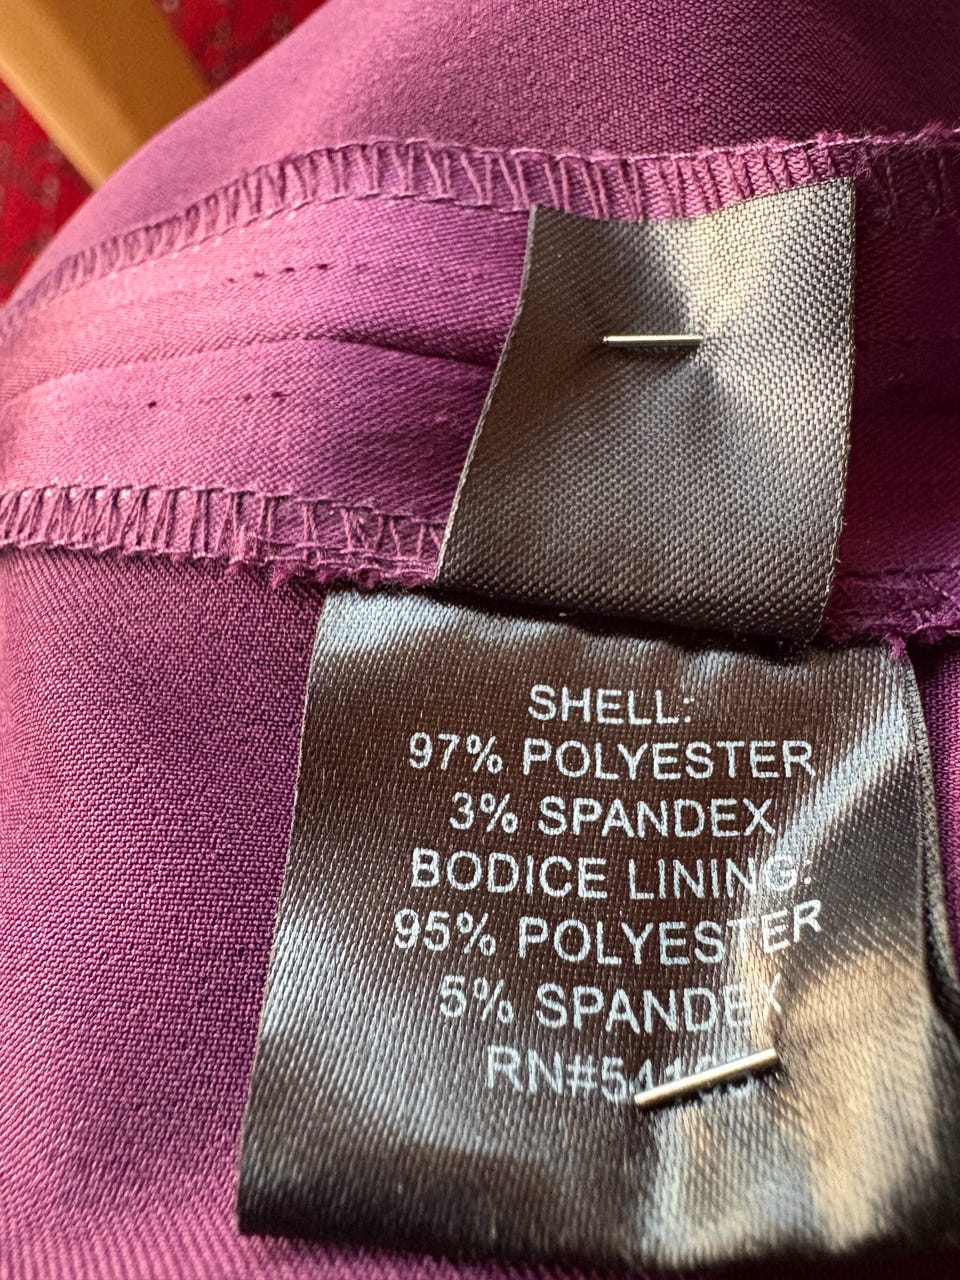 SHELL:
97% POLYESTER
3% SPANDEX
BODICE LINING:
95% POLYESTER
5% SPANDEX